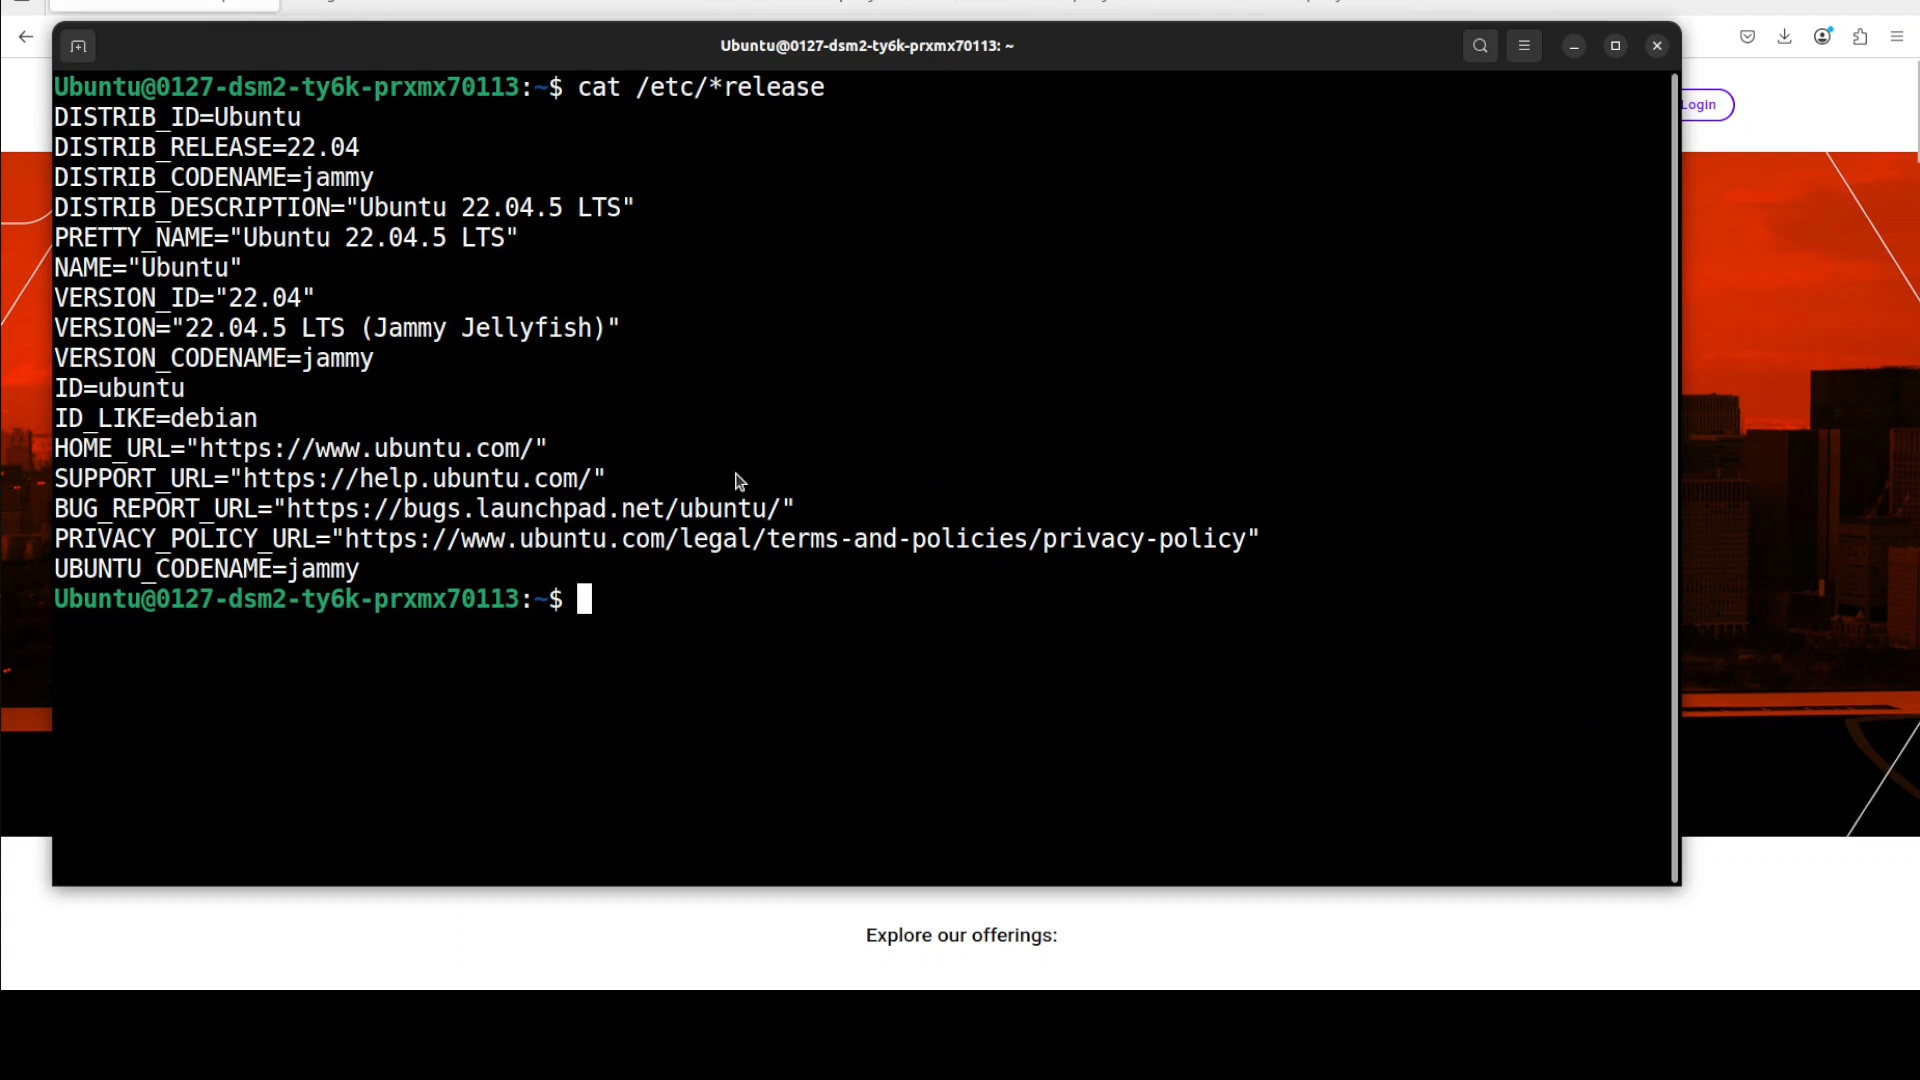 Ubuntu@0127-dsm2-ty6k-prxmx70113: ~
Ubuntu@0127-dsm2-ty6k-prxmx70113:~$ cat /etc/*release
DISTRIB_ID=Ubuntu
DISTRIB_RELEASE=22.04
DISTRIB_CODENAME=jammy
DISTRIB_DESCRIPTION="Ubuntu 22.04.5 LTS"
PRETTY_NAME="Ubuntu 22.04.5 LTS"
NAME="Ubuntu"
VERSION_ID="22.04"
VERSION="22.04.5 LTS (Jammy Jellyfish)"
VERSION_CODENAME=jammy
ID=ubuntu
ID_LIKE=debian
HOME_URL="https://www.ubuntu.com/"
SUPPORT_URL="https://help.ubuntu.com/"
BUG_REPORT_URL="https://bugs.launchpad.net/ubuntu/"
PRIVACY_POLICY_URL="https://www.ubuntu.com/legal/terms-and-policies/privacy-policy"
UBUNTU_CODENAME=jammy
Ubuntu@0127-dsm2-ty6k-prxmx70113:~$
Login
Explore our offerings: